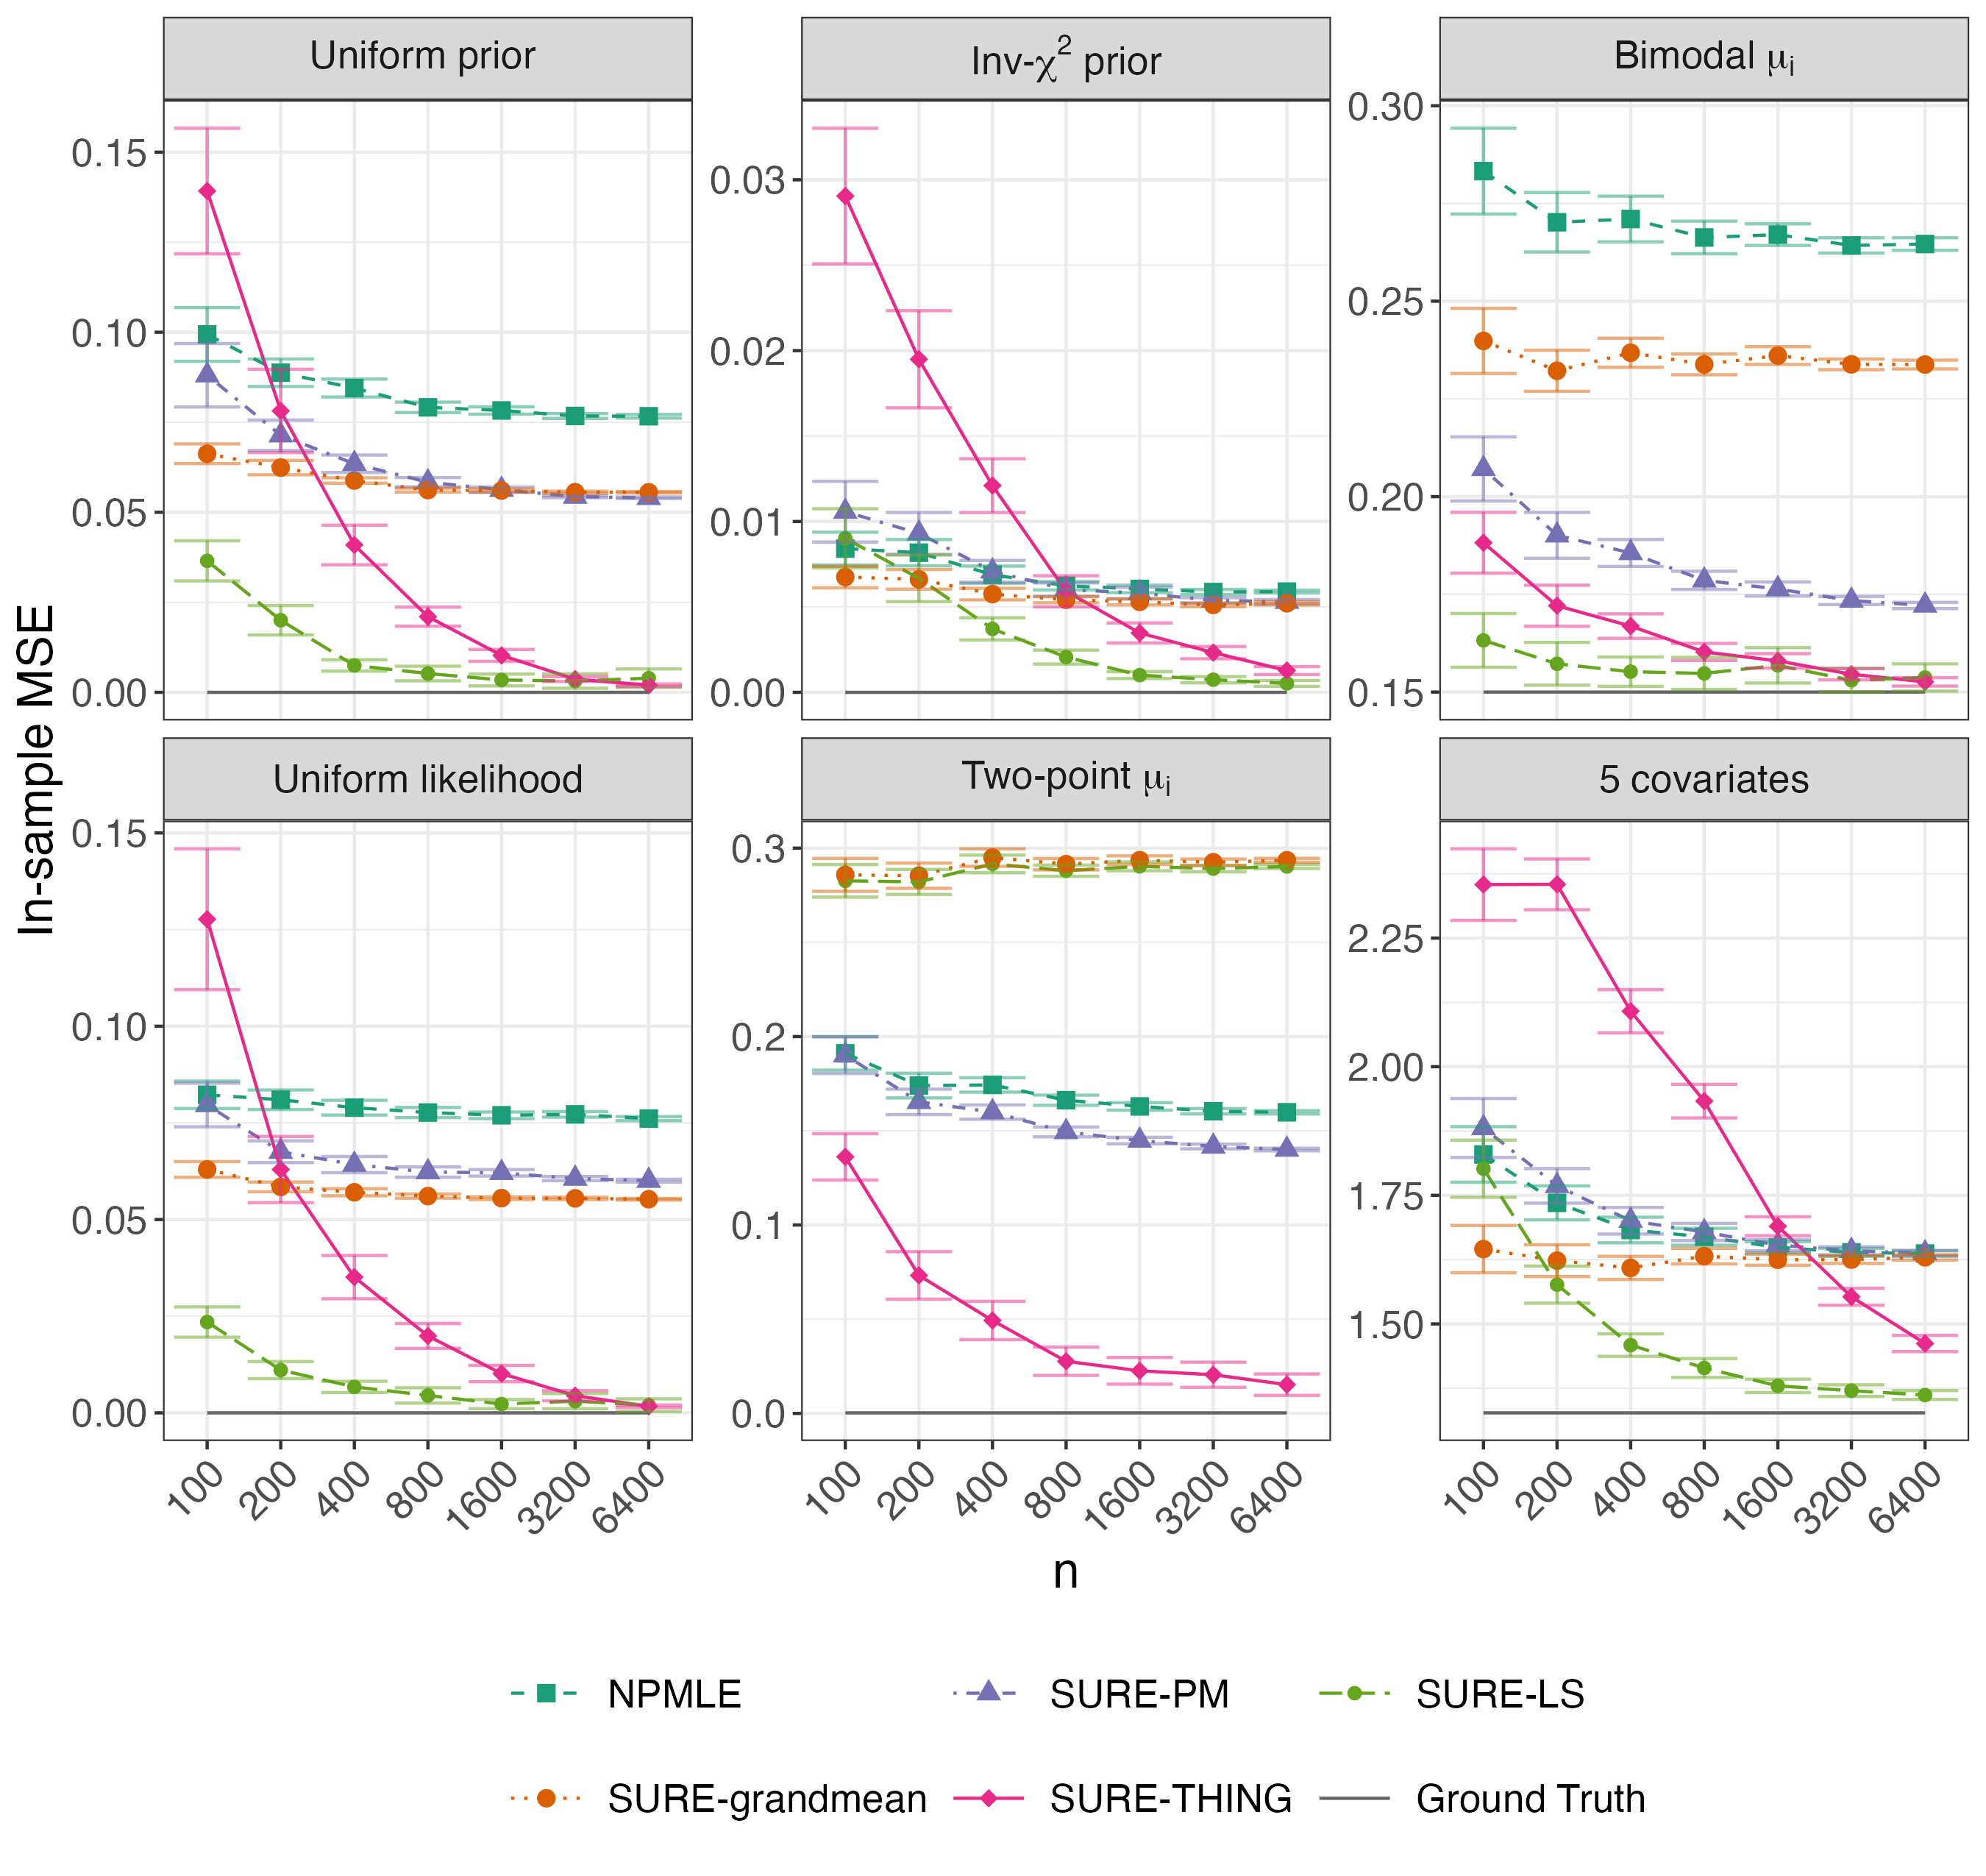 Uniform prior
Inv-χ² prior
Bimodal μᵢ
0.15
0.10
0.05
0.00
0.03
0.02
0.01
0.00
0.30
0.25
0.20
0.15
In-sample MSE
Uniform likelihood
Two-point μᵢ
5 covariates
0.15
0.10
0.05
0.00
0.3
0.2
0.1
0.0
2.25
2.00
1.75
1.50
100 200 400 800 1600 3200 6400
100 200 400 800 1600 3200 6400
100 200 400 800 1600 3200 6400
n
NPMLE SURE-PM SURE-LS
SURE-grandmean SURE-THING Ground Truth